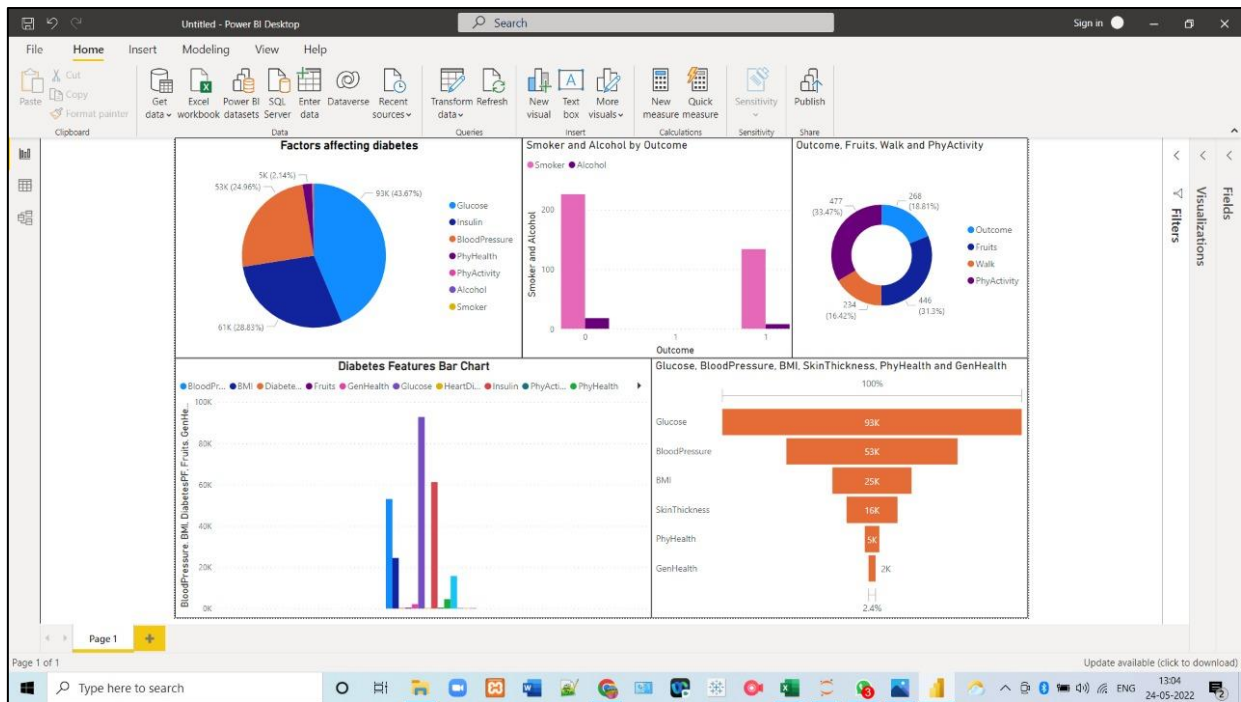 Untitled - Power BI Desktop
Search
Sign in
File Home Insert Modeling View Help
Paste
Cut
Copy
Format painter
Clipboard
Get data
Excel workbook
Power BI datasets
SQL Server
Enter data
Dataverse
Recent sources
Data
Transform data
Refresh
Queries
New visual
Text box
More visuals
Insert
New measure
Quick measure
Calculations
Sensitivity
Sensitivity
Publish
Share
Factors affecting diabetes
5K (2.14%)
53K (24.96%)
93K (43.67%)
61K (28.83%)
Glucose
Insulin
BloodPressure
PhyHealth
PhyActivity
Alcohol
Smoker
Smoker and Alcohol by Outcome
Smoker Alcohol
Smoker and Alcohol
200
100
0
0 1 1
Outcome
Outcome, Fruits, Walk and PhyActivity
477
(33.47%)
268
(18.81%)
234
(16.42%)
446
(31.3%)
Outcome
Fruits
Walk
PhyActivity
Filters
Visualizations
Fields
Diabetes Features Bar Chart
BloodPr... BMI Diabete... Fruits GenHealth Glucose HeartDi... Insulin PhyActi... PhyHealth
BloodPressure, BMI, DiabetesPF, Fruits, GenHe...
100K
80K
60K
40K
20K
0K
Glucose, BloodPressure, BMI, SkinThickness, PhyHealth and GenHealth
100%
Glucose 93K
BloodPressure 53K
BMI 25K
SkinThickness 16K
PhyHealth 5K
GenHealth 2K
2.4%
Page 1
Page 1 of 1
Update available (click to download)
Type here to search
3
ENG
13:04
24-05-2022
2